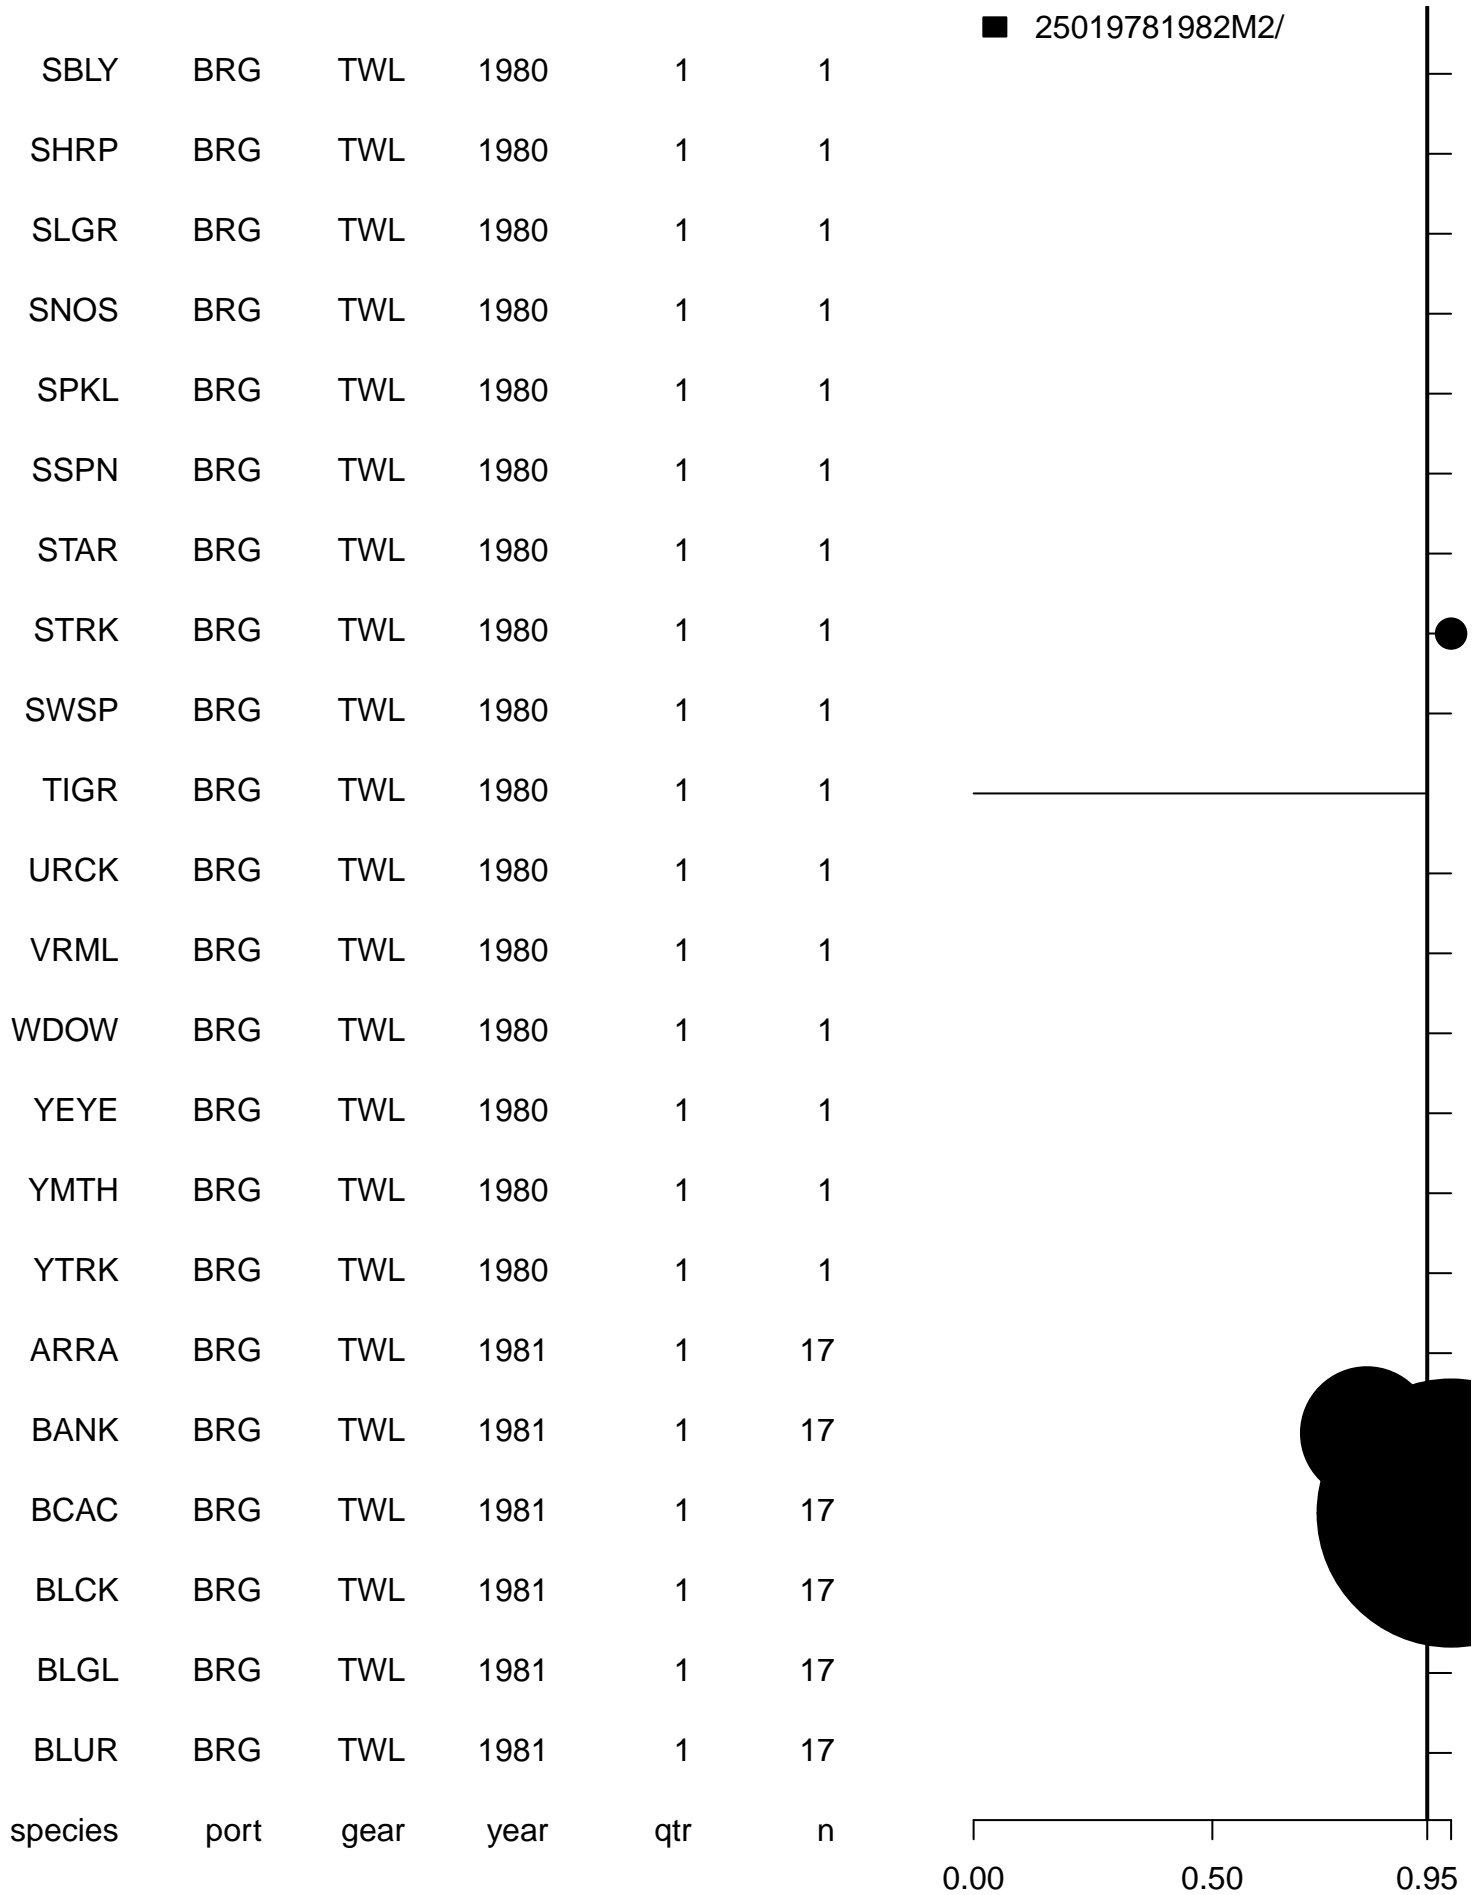 25019781982M2/
SBLY BRG TWL 1980 1 1
SHRP BRG TWL 1980 1 1
SLGR BRG TWL 1980 1 1
SNOS BRG TWL 1980 1 1
SPKL BRG TWL 1980 1 1
SSPN BRG TWL 1980 1 1
STAR BRG TWL 1980 1 1
STRK BRG TWL 1980 1 1
SWSP BRG TWL 1980 1 1
TIGR BRG TWL 1980 1 1
URCK BRG TWL 1980 1 1
VRML BRG TWL 1980 1 1
WDOW BRG TWL 1980 1 1
YEYE BRG TWL 1980 1 1
YMTH BRG TWL 1980 1 1
YTRK BRG TWL 1980 1 1
ARRA BRG TWL 1981 1 17
BANK BRG TWL 1981 1 17
BCAC BRG TWL 1981 1 17
BLCK BRG TWL 1981 1 17
BLGL BRG TWL 1981 1 17
BLUR BRG TWL 1981 1 17
species port gear year qtr n
0.00 0.50 0.95